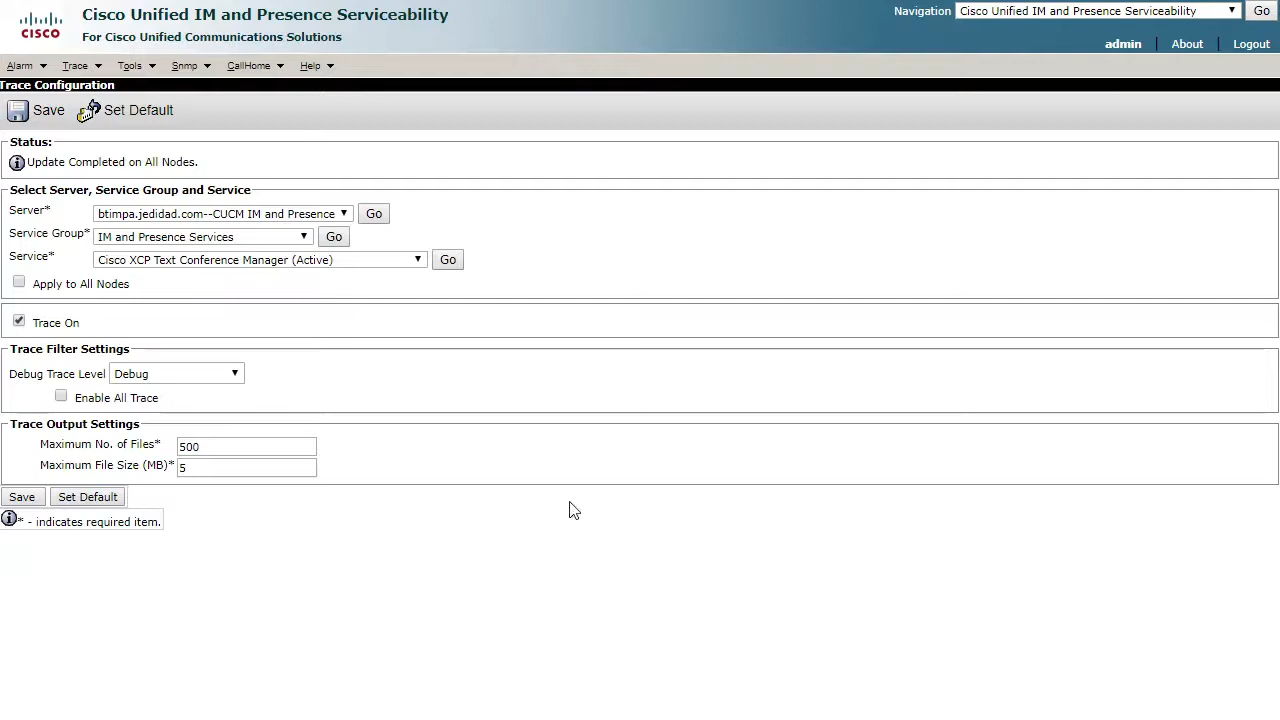 Cisco Unified IM and Presence Serviceability
For Cisco Unified Communications Solutions
CISCO
Navigation Cisco Unified IM and Presence Serviceability Go
admin About Logout
Alarm Trace Tools Snmp CallHome Help
Trace Configuration
Save Set Default
Status:
Update Completed on All Nodes.
Select Server, Service Group and Service
Server* btimpa.jedidad.com--CUCM IM and Presence Go
Service Group* IM and Presence Services Go
Service* Cisco XCP Text Conference Manager (Active) Go
Apply to All Nodes
Trace On
Trace Filter Settings
Debug Trace Level Debug
Enable All Trace
Trace Output Settings
Maximum No. of Files* 500
Maximum File Size (MB)* 5
Save Set Default
* - indicates required item.